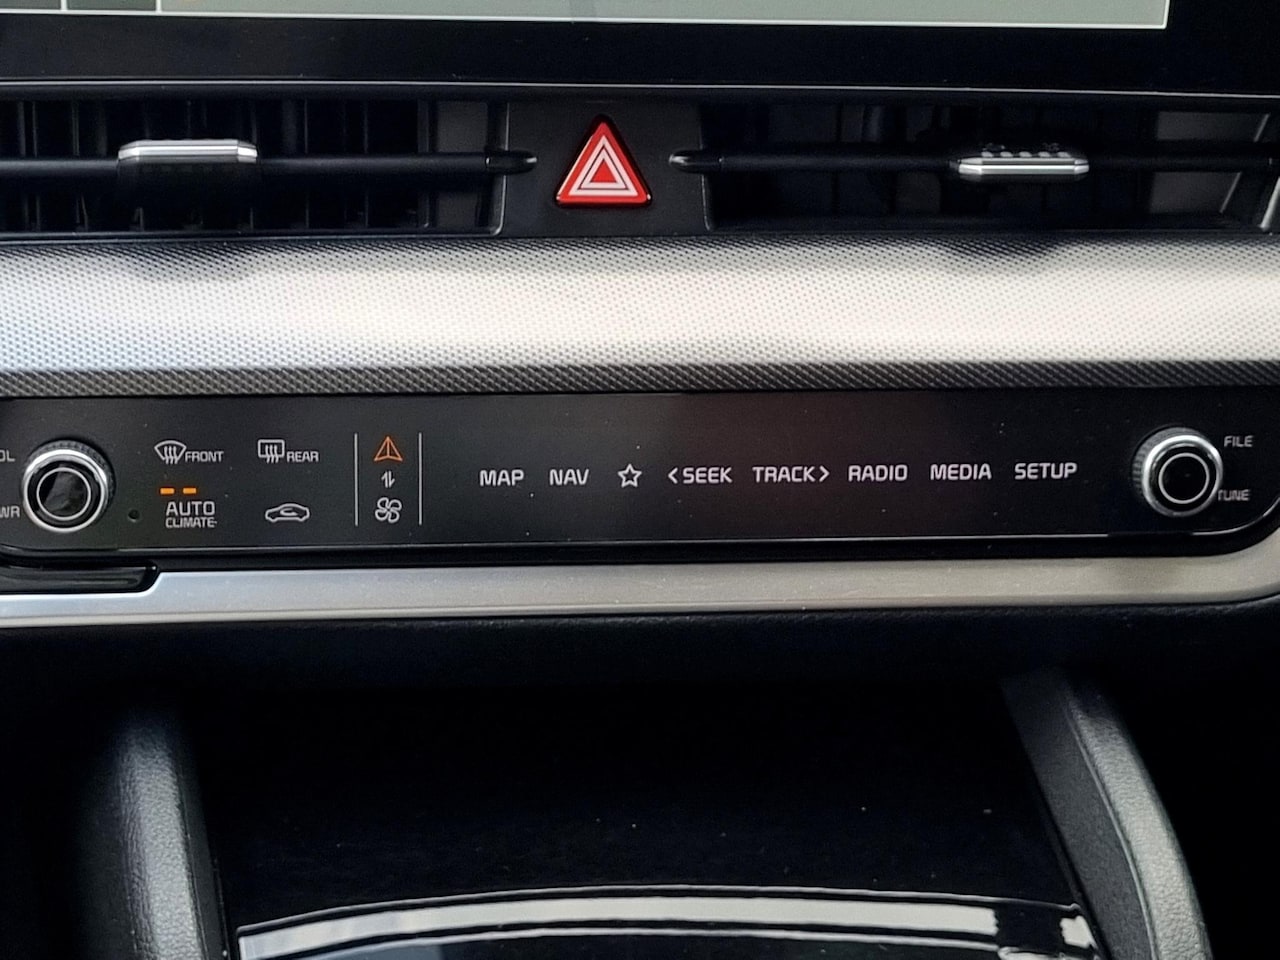 FRONT
REAR
AUTO
CLIMATE
MAP NAV <SEEK TRACK> RADIO MEDIA SETUP
FILE
TUNE